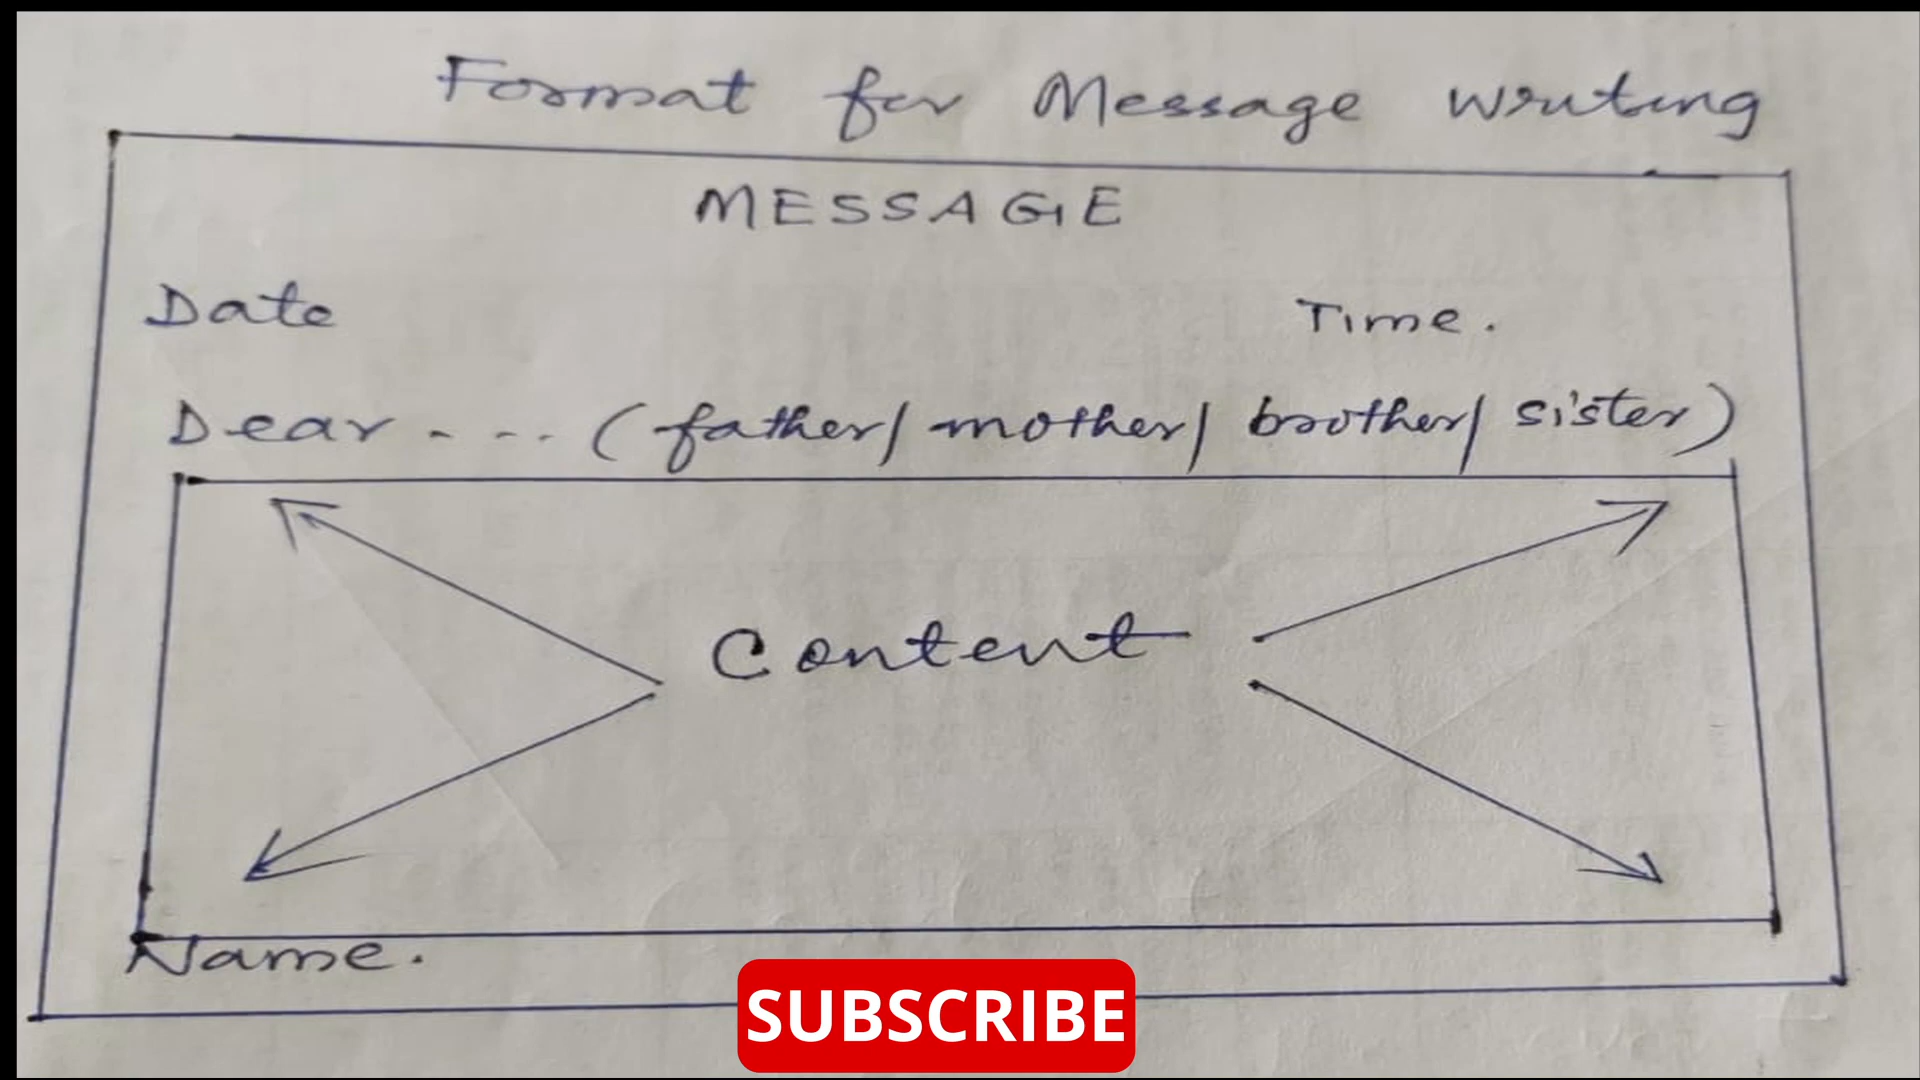 Format for Message writing
MESSAGE
Date Time.
Dear . - - .. (father/ mother/ brother/ sister)
Content
Name.
SUBSCRIBE